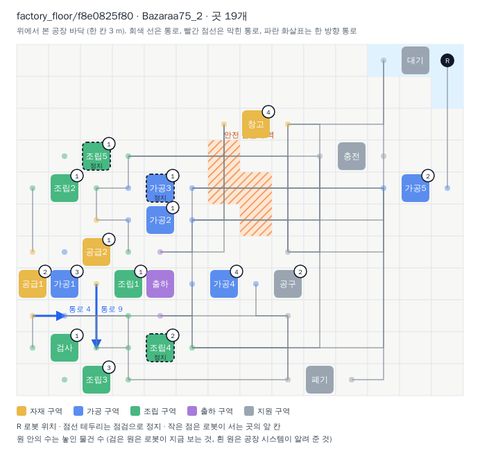 factory_floor/f8e0825f80 · Bazaraa75_2 · 곳 19개
위에서 본 공장 바닥 (한 칸 3 m). 회색 선은 통로, 빨간 점선은 막힌 통로, 파란 화살표는 한 방향 통로
대기 R
창고 4
안전
역
조립5 1
정지
충전
조립2 1
가공3 1
정지
가공5 2
가공2 1
공급2 1
공급1 2
가공1 3
조립1 1
출하
가공4 4
공구 2
통로 4 통로 9
검사 1
조립4 2
정지
조립3 3
폐기
자재 구역 가공 구역 조립 구역 출하 구역 지원 구역
R 로봇 위치 · 점선 테두리는 점검으로 정지 · 작은 점은 로봇이 서는 곳의 앞 칸
원 안의 수는 놓인 물건 수 (검은 원은 로봇이 지금 보는 것, 흰 원은 공장 시스템이 알려 준 것)